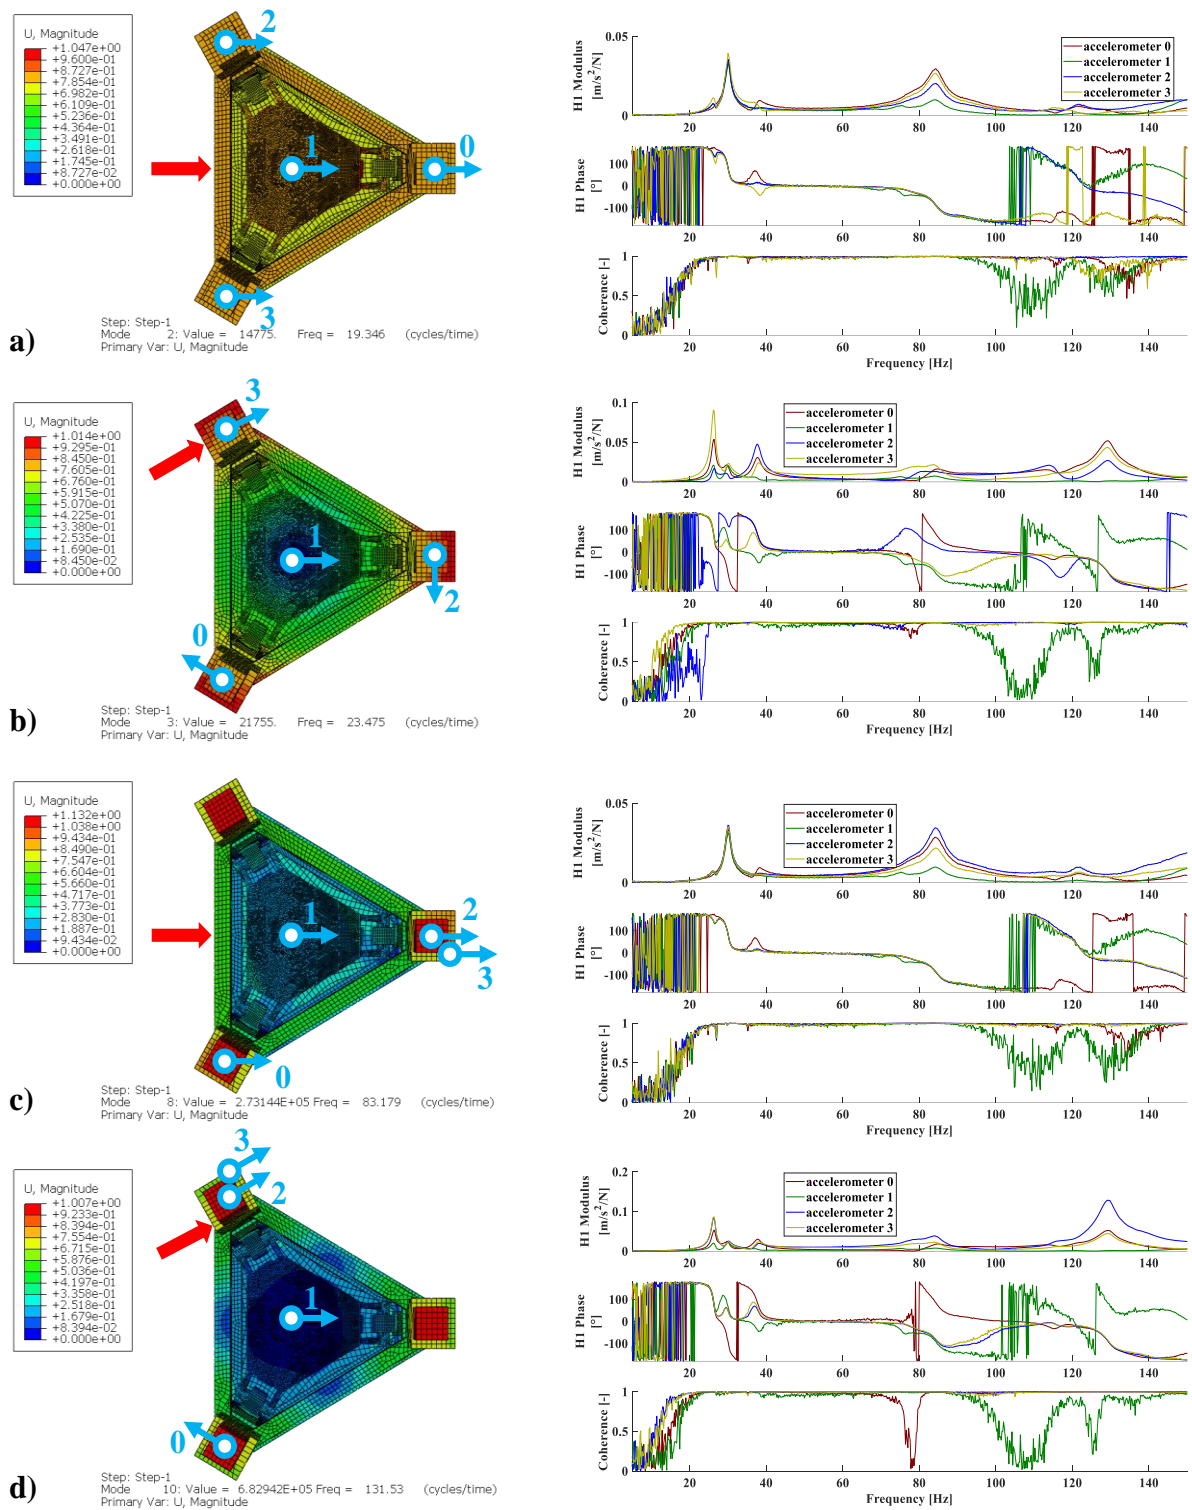 U, Magnitude
+1.047e+00
+9.600e-01
+8.727e-01
+7.854e-01
+6.982e-01
+6.109e-01
+5.236e-01
+4.364e-01
+3.491e-01
+2.618e-01
+1.745e-01
+8.727e-02
+0.000e+00
2
1
0
3
Step: Step-1
Mode 2: Value = 14775. Freq = 19.346 (cycles/time)
Primary Var: U, Magnitude
a)
H1 Modulus
[m/s²/N]
0.05
0
accelerometer 0
accelerometer 1
accelerometer 2
accelerometer 3
20 40 60 80 100 120 140
H1 Phase
[°]
100
0
-100
20 40 60 80 100 120 140
Coherence [-]
1
0.5
0
20 40 60 80 100 120 140
Frequency [Hz]
U, Magnitude
+1.014e+00
+9.295e-01
+8.450e-01
+7.605e-01
+6.760e-01
+5.915e-01
+5.070e-01
+4.225e-01
+3.380e-01
+2.535e-01
+1.690e-01
+8.450e-02
+0.000e+00
3
1
2
0
Step: Step-1
Mode 3: Value = 21755. Freq = 23.475 (cycles/time)
Primary Var: U, Magnitude
b)
H1 Modulus
[m/s²/N]
0.1
0.05
0
accelerometer 0
accelerometer 1
accelerometer 2
accelerometer 3
20 40 60 80 100 120 140
H1 Phase
[°]
100
0
-100
20 40 60 80 100 120 140
Coherence [-]
1
0.5
0
20 40 60 80 100 120 140
Frequency [Hz]
U, Magnitude
+1.132e+00
+1.038e+00
+9.434e-01
+8.490e-01
+7.547e-01
+6.604e-01
+5.660e-01
+4.717e-01
+3.773e-01
+2.830e-01
+1.887e-01
+9.434e-02
+0.000e+00
1
2
3
0
Step: Step-1
Mode 8: Value = 2.73144E+05 Freq = 83.179 (cycles/time)
Primary Var: U, Magnitude
c)
H1 Modulus
[m/s²/N]
0.05
0
accelerometer 0
accelerometer 1
accelerometer 2
accelerometer 3
20 40 60 80 100 120 140
H1 Phase
[°]
100
0
-100
20 40 60 80 100 120 140
Coherence [-]
1
0.5
0
20 40 60 80 100 120 140
Frequency [Hz]
U, Magnitude
+1.007e+00
+9.233e-01
+8.394e-01
+7.554e-01
+6.715e-01
+5.876e-01
+5.036e-01
+4.197e-01
+3.358e-01
+2.518e-01
+1.679e-01
+8.394e-02
+0.000e+00
3
2
1
0
Step: Step-1
Mode 10: Value = 6.82942E+05 Freq = 131.53 (cycles/time)
Primary Var: U, Magnitude
d)
H1 Modulus
[m/s²/N]
0.2
0.1
0
accelerometer 0
accelerometer 1
accelerometer 2
accelerometer 3
20 40 60 80 100 120 140
H1 Phase
[°]
100
0
-100
20 40 60 80 100 120 140
Coherence [-]
1
0.5
0
20 40 60 80 100 120 140
Frequency [Hz]